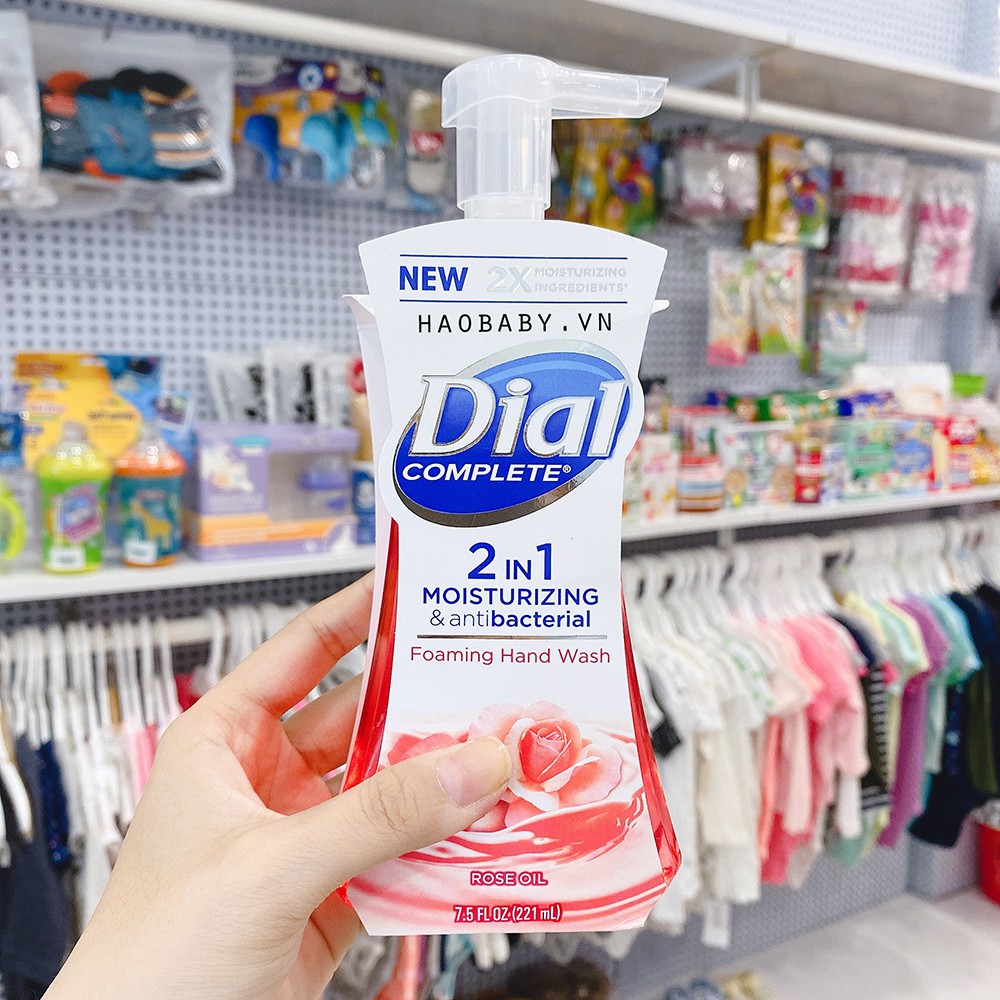 NEW 2X MOISTURIZING
INGREDIENTS*
HAOBABY.VN
Dial
COMPLETE®
2 IN 1
MOISTURIZING
& antibacterial
Foaming Hand Wash
ROSE OIL
7.5 FL OZ (221 mL)